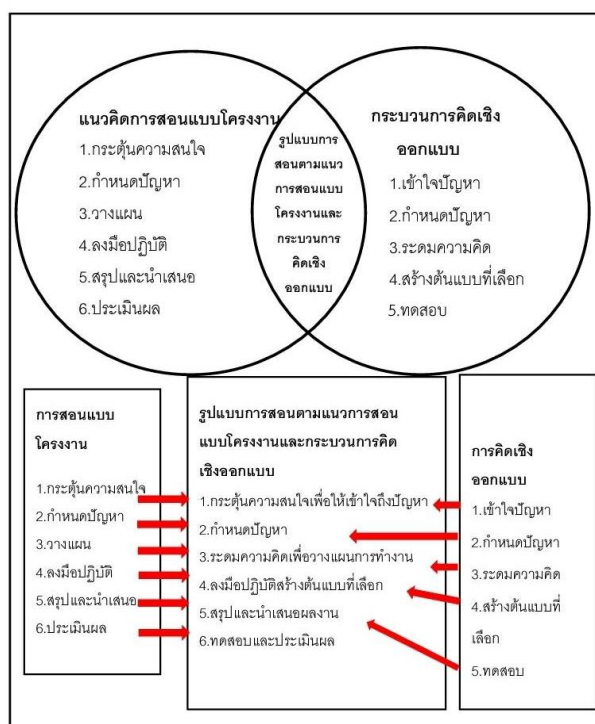 แนวคิดการสอนแบบโครงงาน
1.กระตุ้นความสนใจ
2.กำหนดปัญหา
3.วางแผน
4.ลงมือปฏิบัติ
5.สรุปและนำเสนอ
6.ประเมินผล
รูปแบบการ
สอนตามแนว
การสอนแบบ
โครงงานและ
กระบวนการ
คิดเชิง
ออกแบบ
กระบวนการคิดเชิง
ออกแบบ
1.เข้าใจปัญหา
2.กำหนดปัญหา
3.ระดมความคิด
4.สร้างต้นแบบที่เลือก
5.ทดสอบ
การสอนแบบ
โครงงาน
1.กระตุ้นความสนใจ
2.กำหนดปัญหา
3.วางแผน
4.ลงมือปฏิบัติ
5.สรุปและนำเสนอ
6.ประเมินผล
รูปแบบการสอนตามแนวการสอน
แบบโครงงานและกระบวนการคิด
เชิงออกแบบ
1.กระตุ้นความสนใจเพื่อให้เข้าใจถึงปัญหา
2.กำหนดปัญหา
3.ระดมความคิดเพื่อวางแผนการทำงาน
4.ลงมือปฏิบัติสร้างต้นแบบที่เลือก
5.สรุปและนำเสนอผลงาน
6.ทดสอบและประเมินผล
การคิดเชิง
ออกแบบ
1.เข้าใจปัญหา
2.กำหนดปัญหา
3.ระดมความคิด
4.สร้างต้นแบบที่
เลือก
5.ทดสอบ